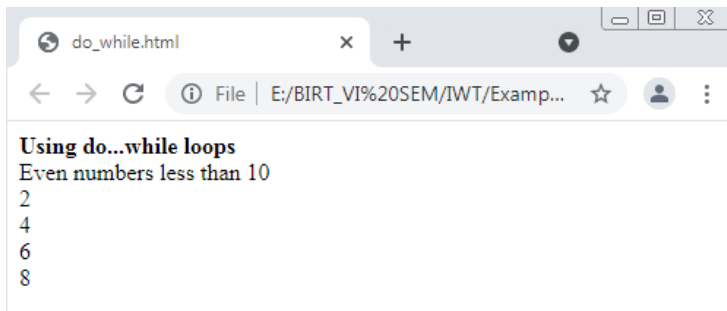 do_while.html
File | E:/BIRT_VI%20SEM/IWT/Examp...
Using do...while loops
Even numbers less than 10
2
4
6
8